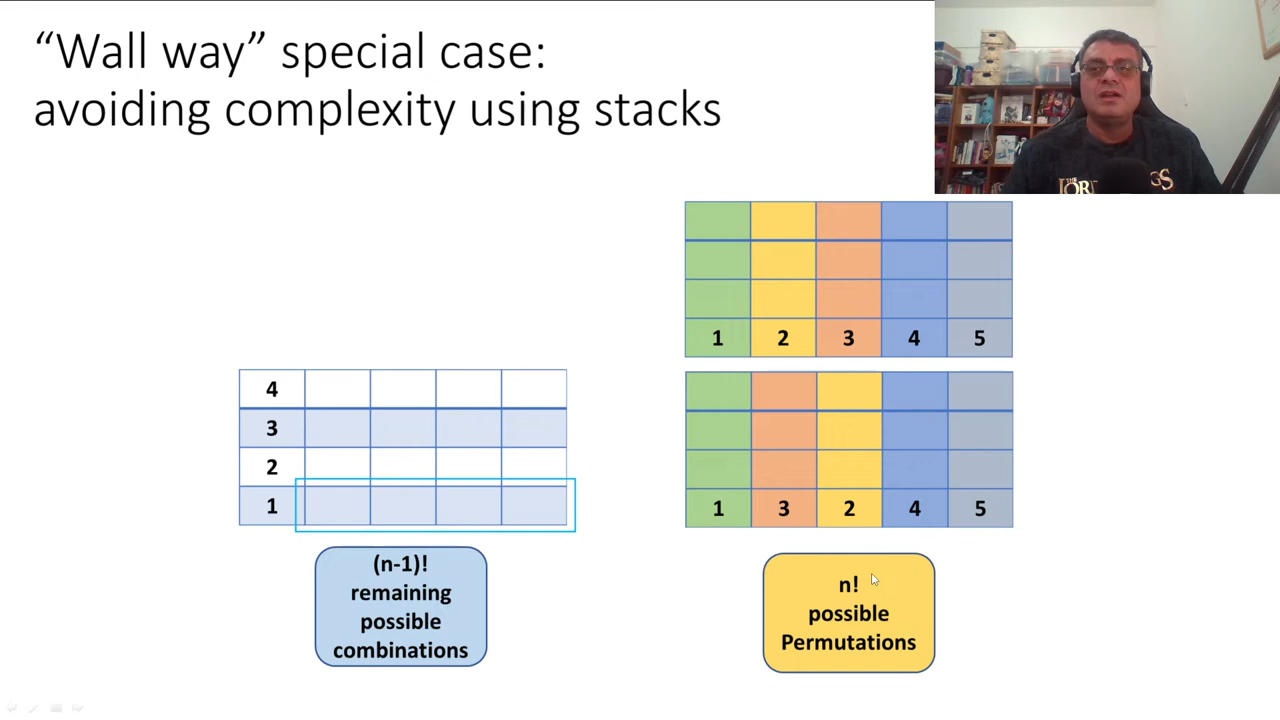 “Wall way” special case:
avoiding complexity using stacks
THE
1 2 3 4 5
4
3
2
1
1 3 2 4 5
(n-1)!
remaining
possible
combinations
n!
possible
Permutations